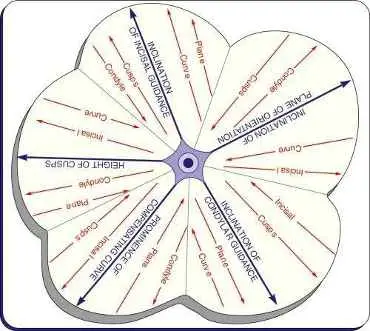 INCLINATION
OF INCISAL GUIDANCE
Cusps
Condyle
Plane
Curve
INCLINATION OF
PLANE OF ORIENTATION
Cusps
Condyle
Curve
Incisal
INCLINATION OF
CONDYLAR GUIDANCE
Incisal
Cusps
Plane
Curve
PROMINENCE OF
COMPENSATING CURVE
Cusps
Incisal
Plans
Condyle
HEIGHT OF CUSPS
Curve
Incisal
Condyle
Plane